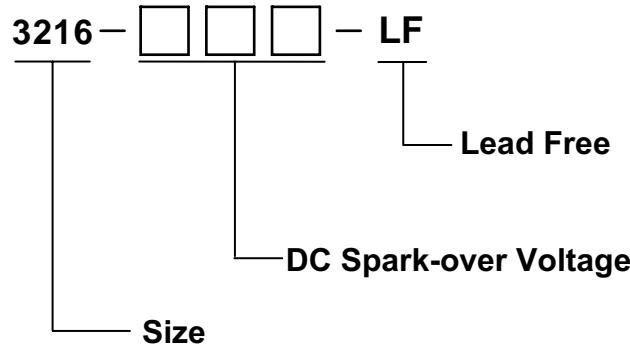 3216 – □□□ – LF
Lead Free
DC Spark-over Voltage
Size